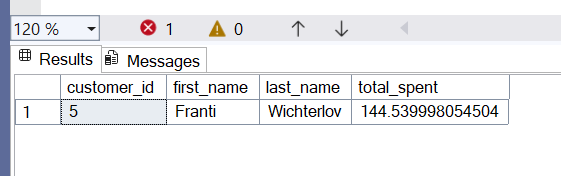 120 % 1 0
Results Messages
customer_id first_name last_name total_spent
1 5 Franti Wichterlov 144.539998054504